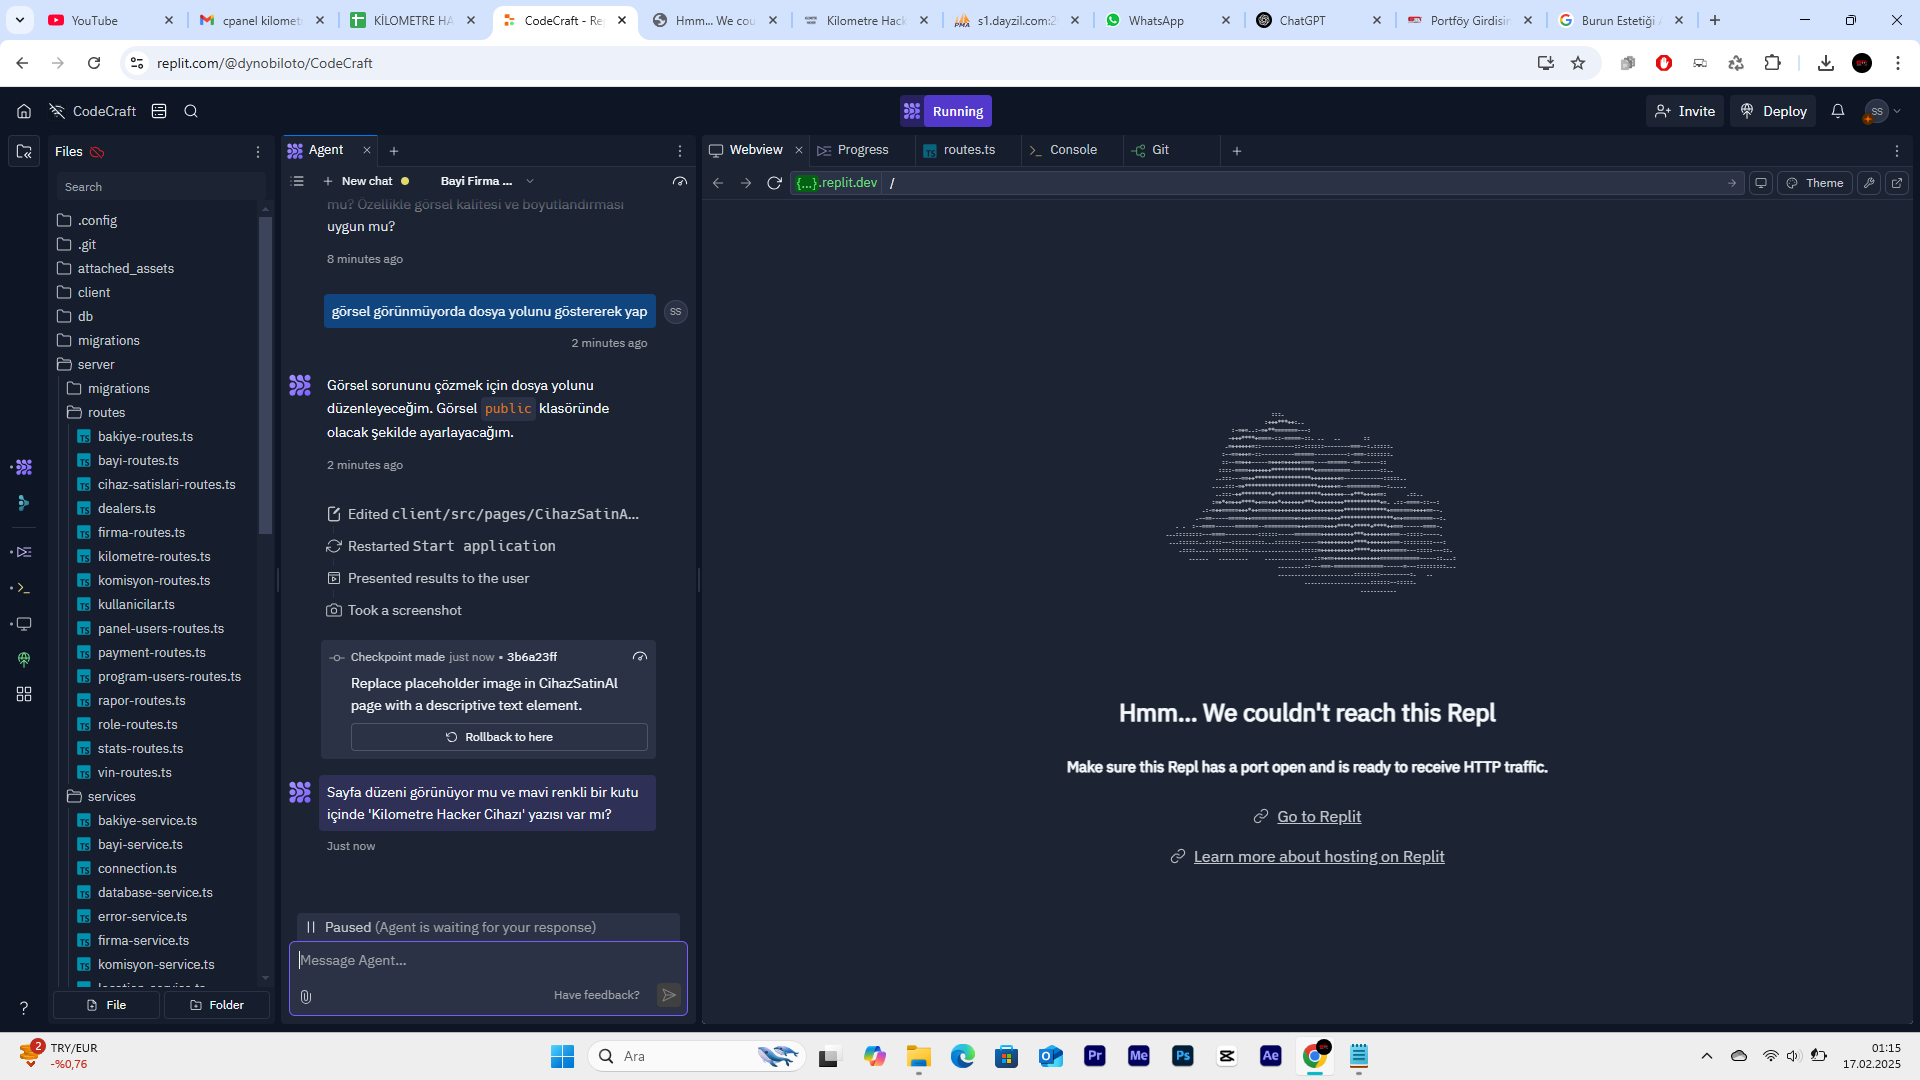 YouTube
cpanel kilomet
KİLOMETRE HA
CodeCraft - Re
Hmm... We cou
Kilometre Hack
s1.dayzil.com:2
WhatsApp
ChatGPT
Portföy Girdisin
Burun Estetiği
replit.com/@dynobiloto/CodeCraft
CodeCraft
Running
Invite
Deploy
SS
Files
Search
.config
.git
attached_assets
client
db
migrations
server
migrations
routes
bakiye-routes.ts
bayi-routes.ts
cihaz-satislari-routes.ts
dealers.ts
firma-routes.ts
kilometre-routes.ts
komisyon-routes.ts
kullanicilar.ts
panel-users-routes.ts
payment-routes.ts
program-users-routes.ts
rapor-routes.ts
role-routes.ts
stats-routes.ts
vin-routes.ts
services
bakiye-service.ts
bayi-service.ts
connection.ts
database-service.ts
error-service.ts
firma-service.ts
komisyon-service.ts
location-service.ts
File
Folder
Agent
New chat
Bayi Firma ...
mu? Özellikle görsel kalitesi ve boyutlandırması
uygun mu?
8 minutes ago
görsel görünmüyorda dosya yolunu göstererek yap
SS
2 minutes ago
Görsel sorununu çözmek için dosya yolunu
düzenleyeceğim. Görsel public klasöründe
olacak şekilde ayarlayacağım.
2 minutes ago
Edited client/src/pages/CihazSatinA...
Restarted Start application
Presented results to the user
Took a screenshot
Checkpoint made just now • 3b6a23ff
Replace placeholder image in CihazSatinAl
page with a descriptive text element.
Rollback to here
Sayfa düzeni görünüyor mu ve mavi renkli bir kutu
içinde 'Kilometre Hacker Cihazı' yazısı var mı?
Just now
Paused (Agent is waiting for your response)
Message Agent...
Have feedback?
Webview
Progress
routes.ts
Console
Git
{...}.replit.dev /
Theme
Hmm... We couldn't reach this Repl
Make sure this Repl has a port open and is ready to receive HTTP traffic.
Go to Replit
Learn more about hosting on Replit
2
TRY/EUR
-%0,76
Ara
Pr
Me
Ps
Ae
01:15
17.02.2025